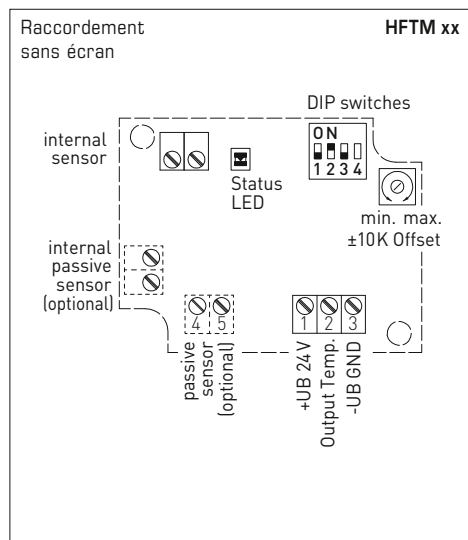 Raccordement
sans écran
HFTM xx
DIP switches
ON
1 2 3 4
internal
sensor
Status
LED
min. max.
±10K Offset
internal
passive
sensor
(optional)
4 5
1 2 3
passive
sensor
(optional)
+UB 24 V
Output Temp.
-UB GND